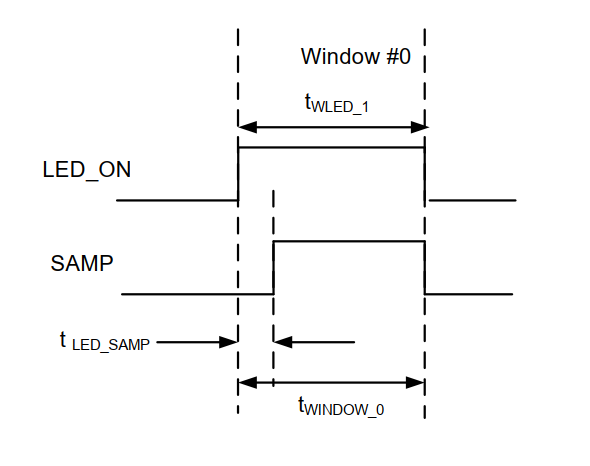 Window #0
tWLED_1
LED_ON
SAMP
t LED_SAMP
tWINDOW_0